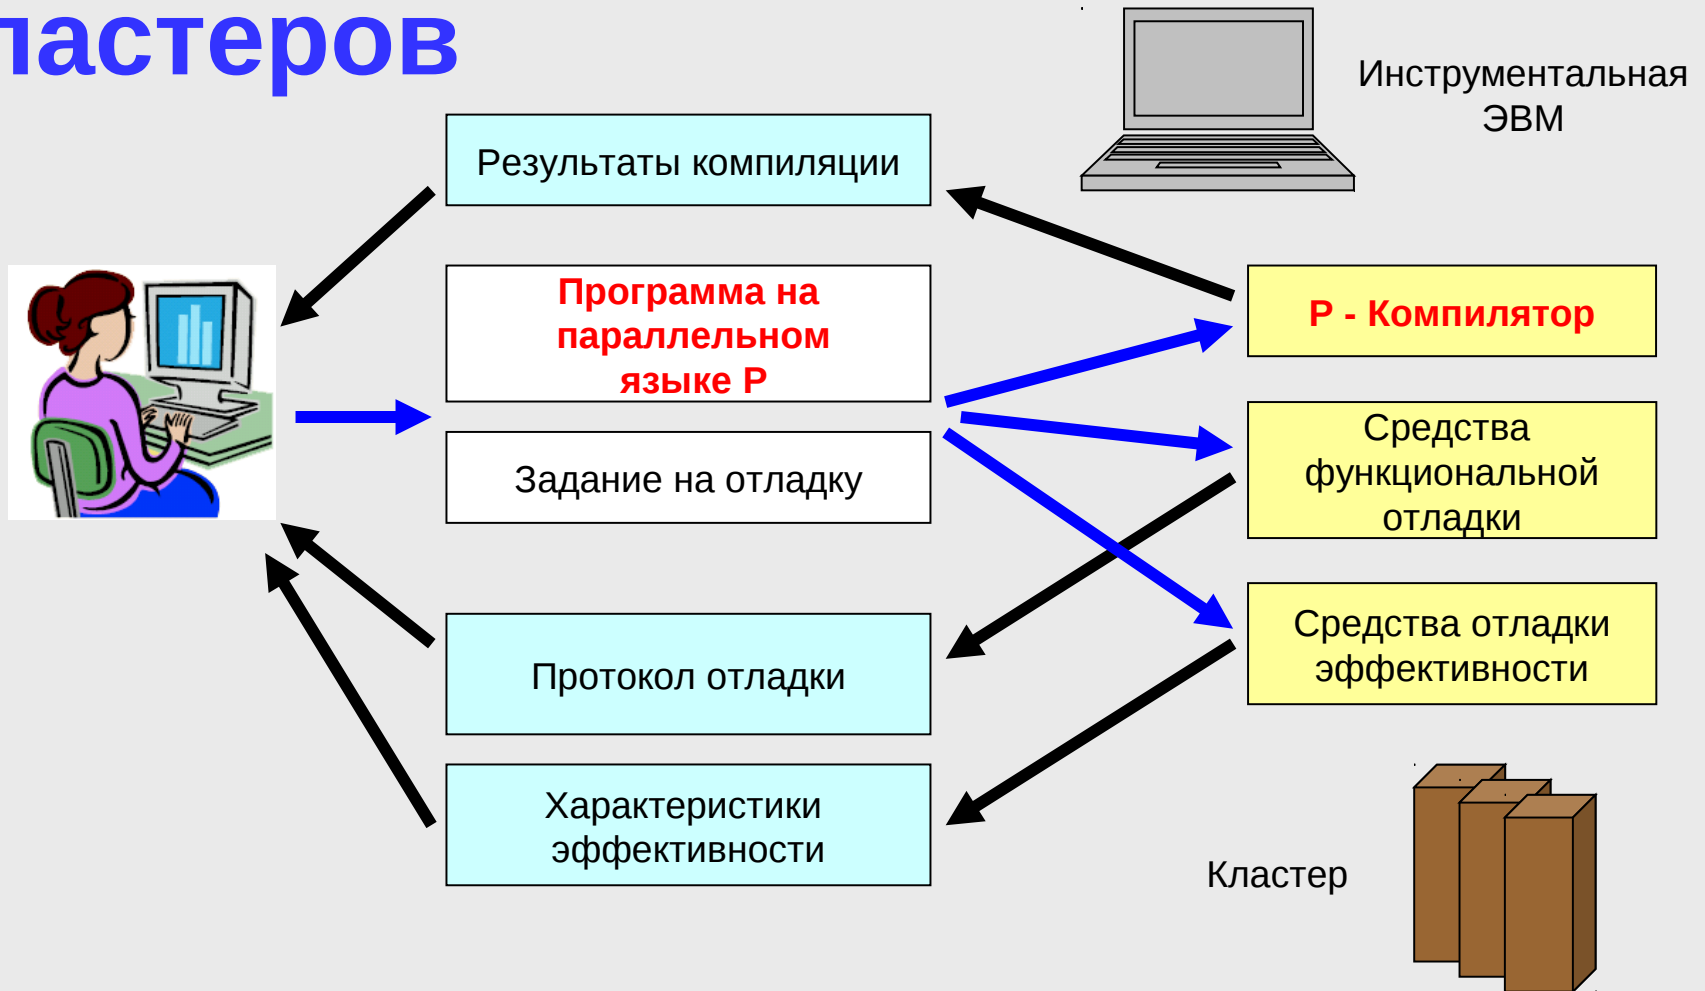 ластеров
Инструментальная
ЭВМ
Результаты компиляции
Программа на
параллельном
языке Р
Р - Компилятор
Задание на отладку
Средства
функциональной
отладки
Протокол отладки
Средства отладки
эффективности
Характеристики
эффективности
Кластер